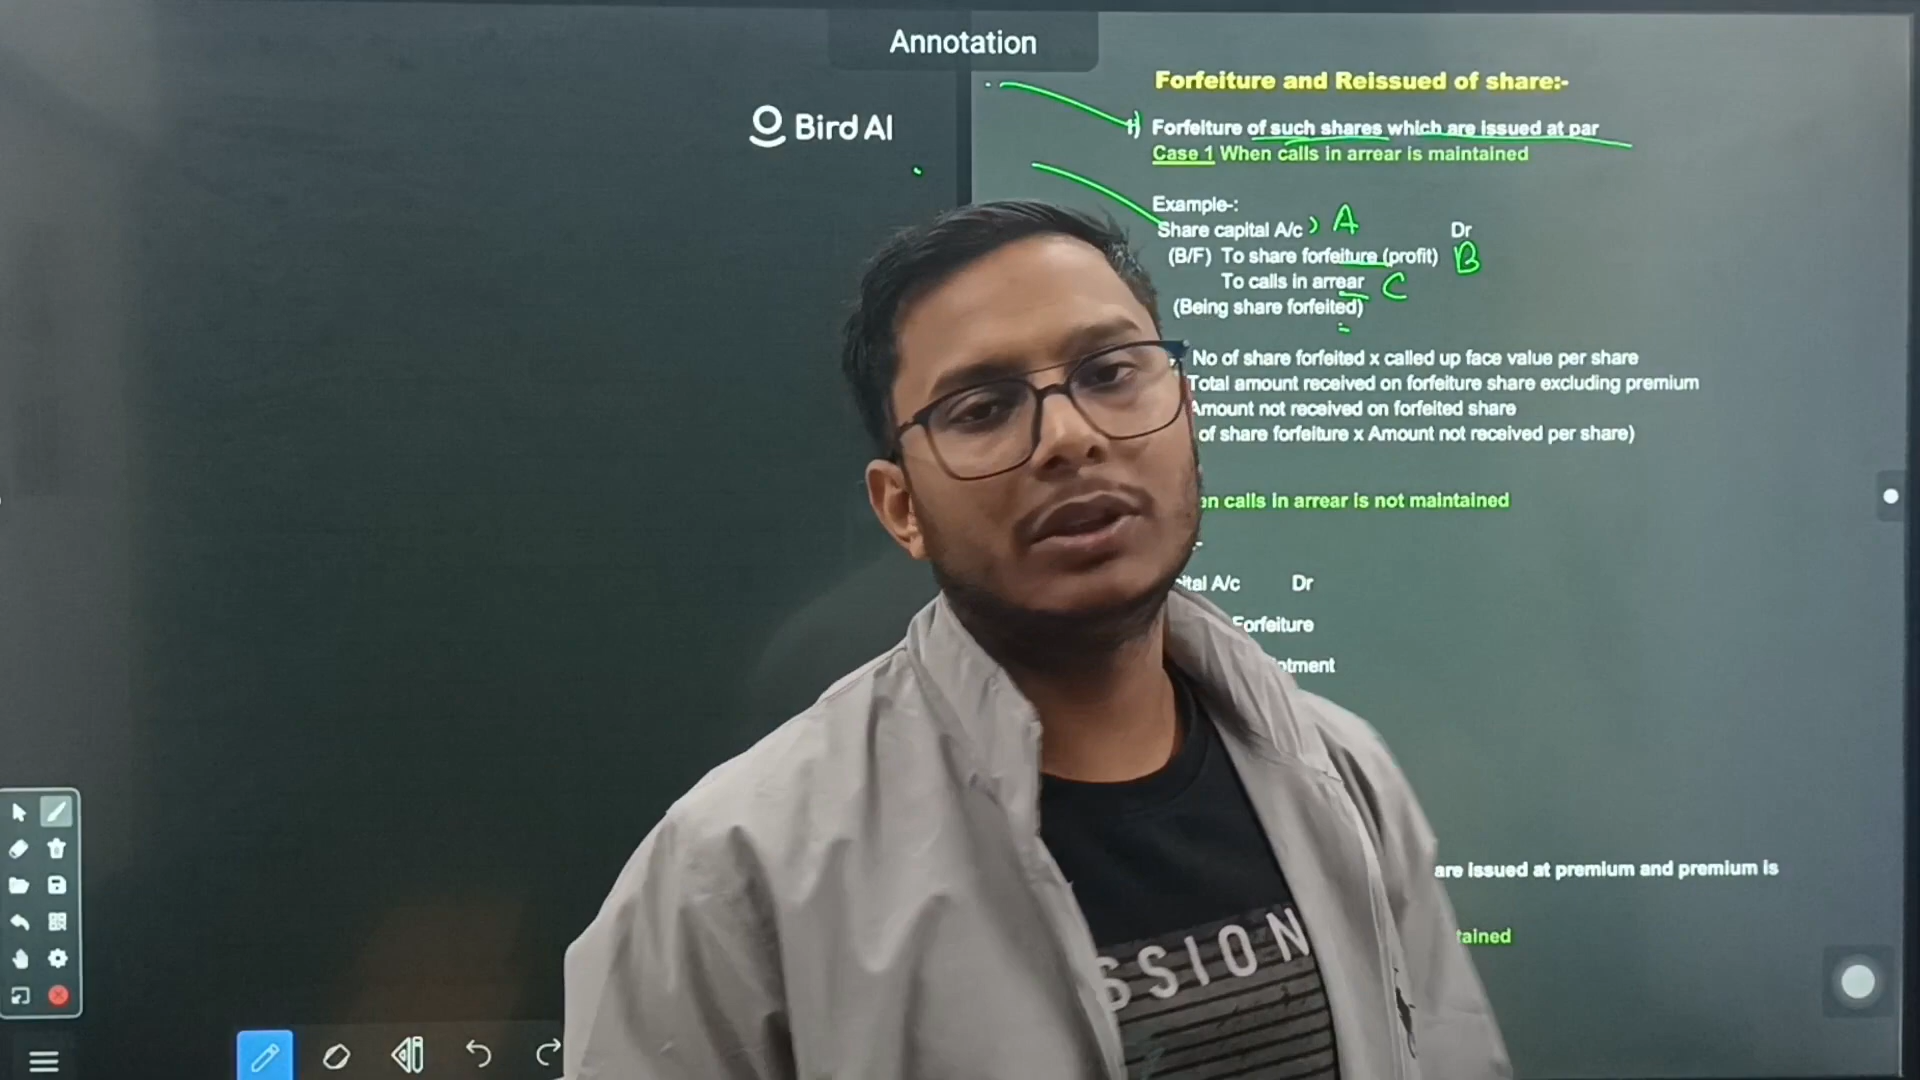 Annotation
Bird AI
Forfeiture and Reissued of share:-
1) Forfeiture of such shares which are issued at par
Case 1 When calls in arrear is maintained
Example-:
Share capital A/c A Dr
(B/F) To share forfeiture (profit) B
To calls in arrear C
(Being share forfeited)
No of share forfeited x called up face value per share
Total amount received on forfeiture share excluding premium
Amount not received on forfeited share
of share forfeiture x Amount not received per share)
calls in arrear is not maintained
A/c Dr
Forfeiture
are issued at premium and premium is
SSION